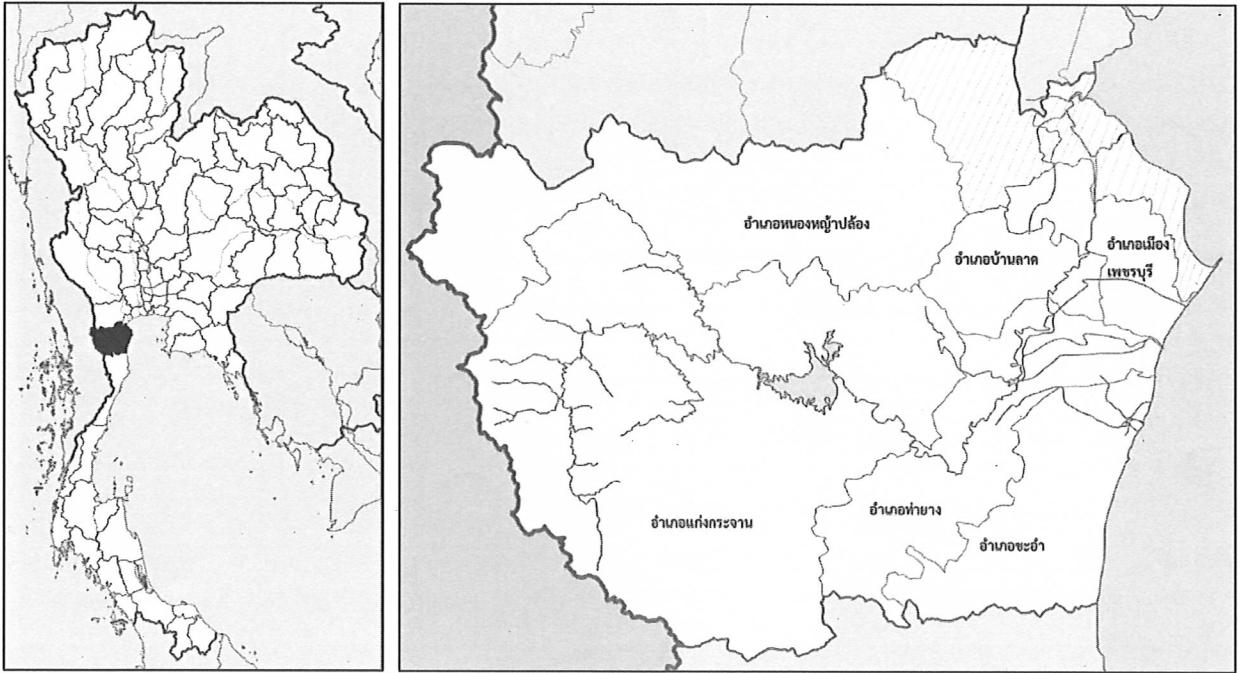 อำเภอหนองหญ้าปล้อง
อำเภอบ้านลาด
อำเภอเมือง
เพชรบุรี
อำเภอแก่งกระจาน
อำเภอท่ายาง
อำเภอชะอำ